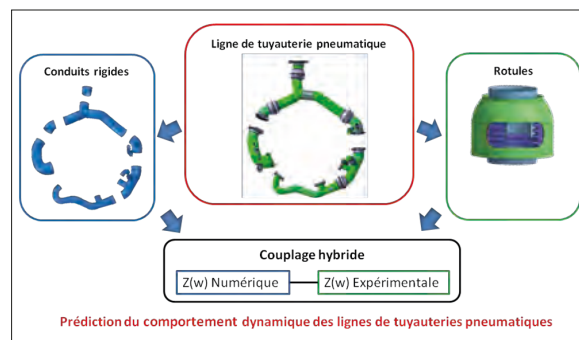 Ligne de tuyauterie pneumatique
Conduits rigides
Rotules
Couplage hybride
Z(w) Numérique
Z(w) Expérimentale
Prédiction du comportement dynamique des lignes de tuyauteries pneumatiques